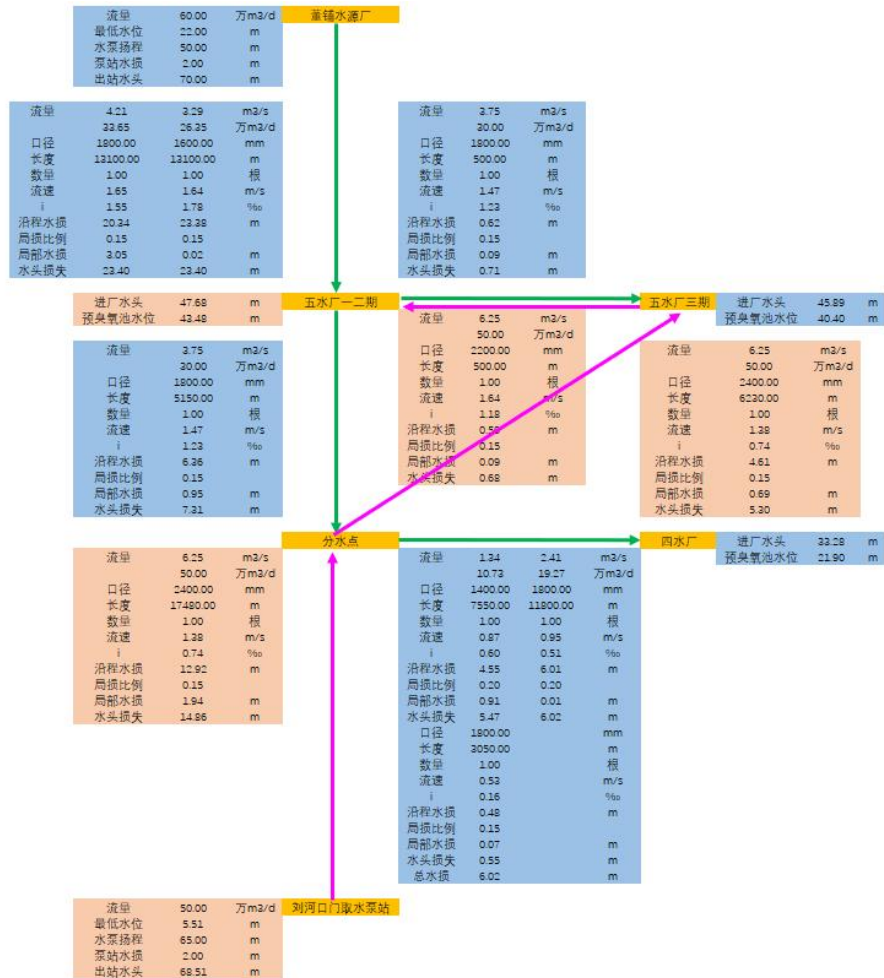 流量 60.00 万m3/d 董铺水源厂
最低水位 22.00 m
水泵扬程 50.00 m
泵站水损 2.00 m
出站水头 70.00 m
流量 4.21 3.29 m3/s
33.65 26.35 万m3/d
口径 1800.00 1600.00 mm
长度 13100.00 13100.00 m
数量 1.00 1.00 根
流速 1.65 1.64 m/s
i 1.55 1.78 ‰
沿程水损 20.34 23.38 m
局损比例 0.15 0.15
局部水损 3.05 0.02 m
水头损失 23.40 23.40 m
流量 3.75 m3/s
30.00 万m3/d
口径 1800.00 mm
长度 500.00 m
数量 1.00 根
流速 1.47 m/s
i 1.23 ‰
沿程水损 0.62 m
局损比例 0.15
局部水损 0.09 m
水头损失 0.71 m
进厂水头 47.68 m 五水厂一二期
预臭氧池水位 43.48 m
五水厂三期 进厂水头 45.89 m
预臭氧池水位 40.40 m
流量 3.75 m3/s
30.00 万m3/d
口径 1800.00 mm
长度 5150.00 m
数量 1.00 根
流速 1.47 m/s
i 1.23 ‰
沿程水损 6.36 m
局损比例 0.15
局部水损 0.95 m
水头损失 7.31 m
流量 6.25 m3/s
50.00 万m3/d
口径 2200.00 mm
长度 500.00 m
数量 1.00 根
流速 1.64 m/s
i 1.18 ‰
沿程水损 0.59 m
局损比例 0.15
局部水损 0.09 m
水头损失 0.68 m
流量 6.25 m3/s
50.00 万m3/d
口径 2400.00 mm
长度 6230.00 m
数量 1.00 根
流速 1.38 m/s
i 0.74 ‰
沿程水损 4.61 m
局损比例 0.15
局部水损 0.69 m
水头损失 5.30 m
分水点
四水厂 进厂水头 33.28 m
预臭氧池水位 21.90 m
流量 6.25 m3/s
50.00 万m3/d
口径 2400.00 mm
长度 17480.00 m
数量 1.00 根
流速 1.38 m/s
i 0.74 ‰
沿程水损 12.92 m
局损比例 0.15
局部水损 1.94 m
水头损失 14.86 m
流量 1.34 2.41 m3/s
10.73 19.27 万m3/d
口径 1400.00 1800.00 mm
长度 7550.00 11800.00 m
数量 1.00 1.00 根
流速 0.87 0.95 m/s
i 0.60 0.51 ‰
沿程水损 4.55 6.01 m
局损比例 0.20 0.20
局部水损 0.91 0.01 m
水头损失 5.47 6.02 m
口径 1800.00 mm
长度 3050.00 m
数量 1.00 根
流速 0.53 m/s
i 0.16 ‰
沿程水损 0.48 m
局损比例 0.15
局部水损 0.07 m
水头损失 0.55 m
总水损 6.02 m
流量 50.00 万m3/d 刘河口门取水泵站
最低水位 5.51 m
水泵扬程 65.00 m
泵站水损 2.00 m
出站水头 68.51 m